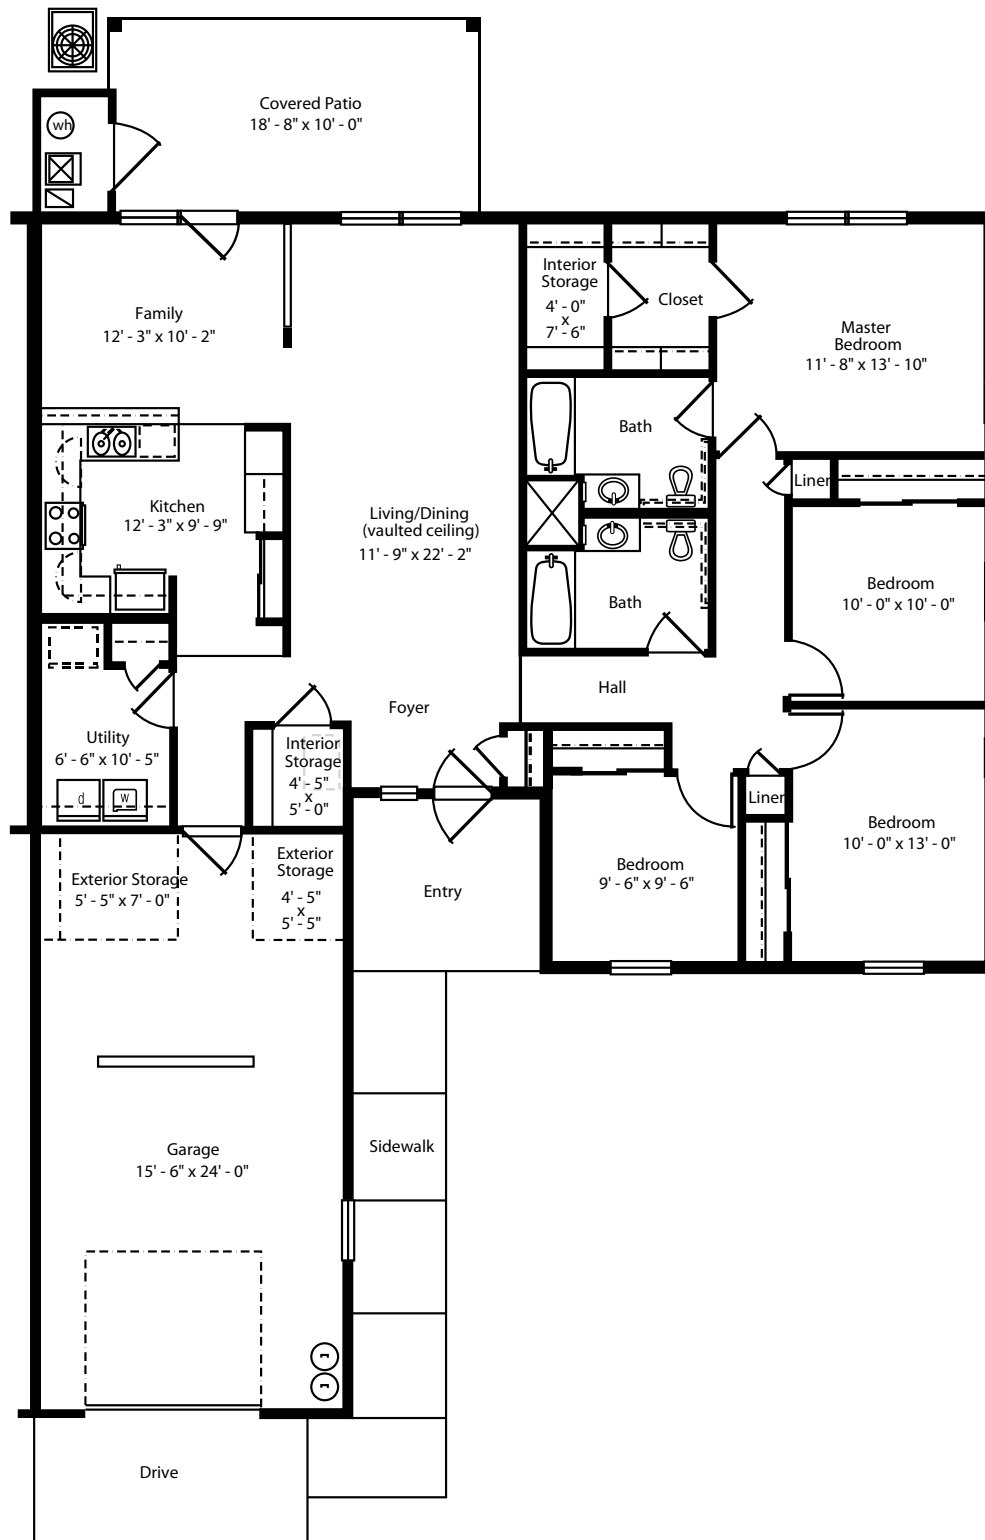 wh
Covered Patio
18' - 8" x 10' - 0"
Family
12' - 3" x 10' - 2"
Interior
Storage
4' - 0"
x
7' - 6"
Closet
Master
Bedroom
11' - 8" x 13' - 10"
Bath
Liner
Kitchen
12' - 3" x 9' - 9"
Living/Dining
(vaulted ceiling)
11' - 9" x 22' - 2"
Bath
Bedroom
10' - 0" x 10' - 0"
Hall
Foyer
Utility
6' - 6" x 10' - 5"
d
W
Interior
Storage
4' - 5"
x
5' - 0"
Liner
Bedroom
10' - 0" x 13' - 0"
Exterior Storage
5' - 5" x 7' - 0"
Exterior
Storage
4' - 5"
x
5' - 5"
Entry
Bedroom
9' - 6" x 9' - 6"
Garage
15' - 6" x 24' - 0"
Sidewalk
Drive